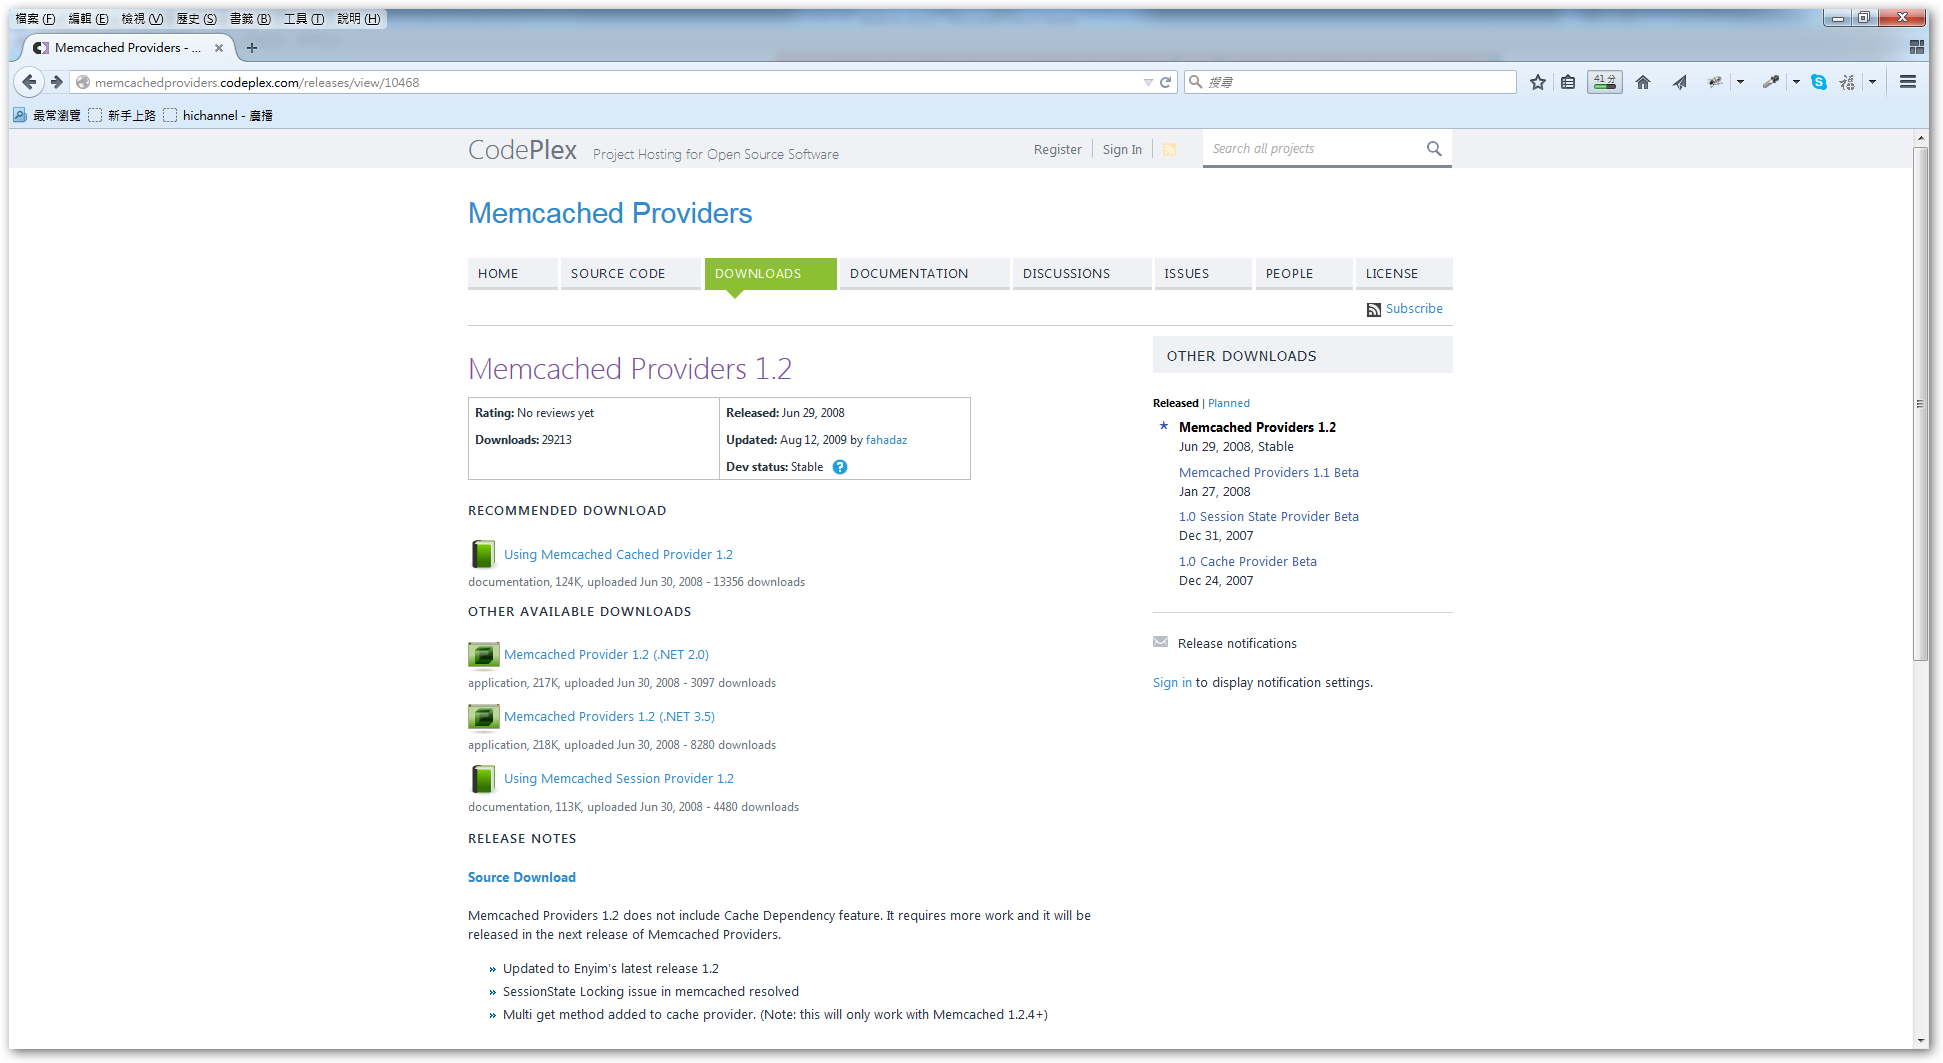 檔案 (F) 編輯 (E) 檢視 (V) 歷史 (S) 書籤 (B) 工具 (T) 說明 (H)
Memcached Providers - ...
memcachedproviders.codeplex.com/releases/view/10468
搜尋
41 分
最常瀏覽 新手上路 hichannel - 廣播
CodePlex Project Hosting for Open Source Software
Register Sign In
Search all projects
Memcached Providers
HOME SOURCE CODE DOWNLOADS DOCUMENTATION DISCUSSIONS ISSUES PEOPLE LICENSE
Subscribe
Memcached Providers 1.2
Rating: No reviews yet
Downloads: 29213
Released: Jun 29, 2008
Updated: Aug 12, 2009 by fahadaz
Dev status: Stable
RECOMMENDED DOWNLOAD
Using Memcached Cached Provider 1.2
documentation, 124K, uploaded Jun 30, 2008 - 13356 downloads
OTHER AVAILABLE DOWNLOADS
Memcached Provider 1.2 (.NET 2.0)
application, 217K, uploaded Jun 30, 2008 - 3097 downloads
Memcached Providers 1.2 (.NET 3.5)
application, 218K, uploaded Jun 30, 2008 - 8280 downloads
Using Memcached Session Provider 1.2
documentation, 113K, uploaded Jun 30, 2008 - 4480 downloads
RELEASE NOTES
Source Download
Memcached Providers 1.2 does not include Cache Dependency feature. It requires more work and it will be
released in the next release of Memcached Providers.
» Updated to Enyim's latest release 1.2
» SessionState Locking issue in memcached resolved
» Multi get method added to cache provider. (Note: this will only work with Memcached 1.2.4+)
OTHER DOWNLOADS
Released | Planned
* Memcached Providers 1.2
Jun 29, 2008, Stable
Memcached Providers 1.1 Beta
Jan 27, 2008
1.0 Session State Provider Beta
Dec 31, 2007
1.0 Cache Provider Beta
Dec 24, 2007
Release notifications
Sign in to display notification settings.